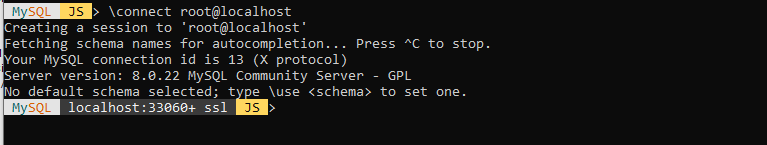 MySQL JS > \connect root@localhost
Creating a session to 'root@localhost'
Fetching schema names for autocompletion... Press ^C to stop.
Your MySQL connection id is 13 (X protocol)
Server version: 8.0.22 MySQL Community Server - GPL
No default schema selected; type \use <schema> to set one.
MySQL localhost:33060+ ssl JS >